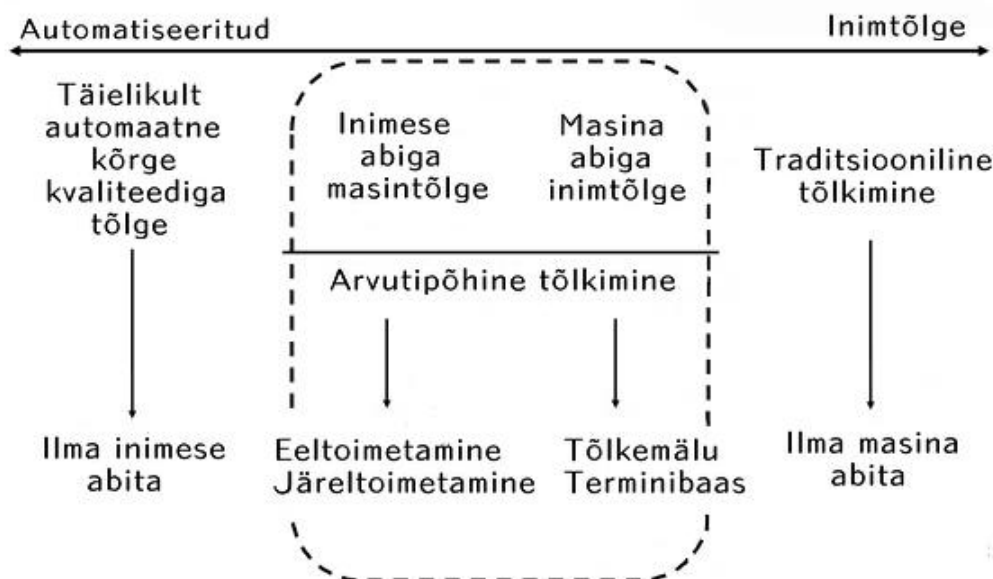 Automatiseeritud
Inimtõlge
Täielikult
automaatne
kõrge
kvaliteediga
tõlge
Inimese
abiga
masintõlge
Masina
abiga
inimtõlge
Traditsiooniline
tõlkimine
Arvutipõhine tõlkimine
Ilma inimese
abita
Eeltoimetamine
Järeltoimetamine
Tõlkemälu
Terminibaas
Ilma masina
abita